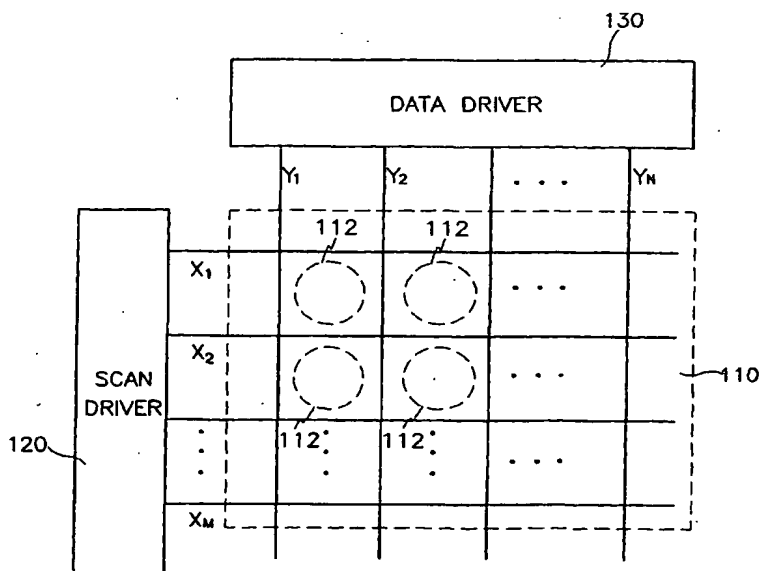 130
DATA DRIVER
Y1 Y2 . . . YN
112 112
X1 . . .
X2 . . .
110
SCAN
DRIVER
112 112
120
. . .
XM